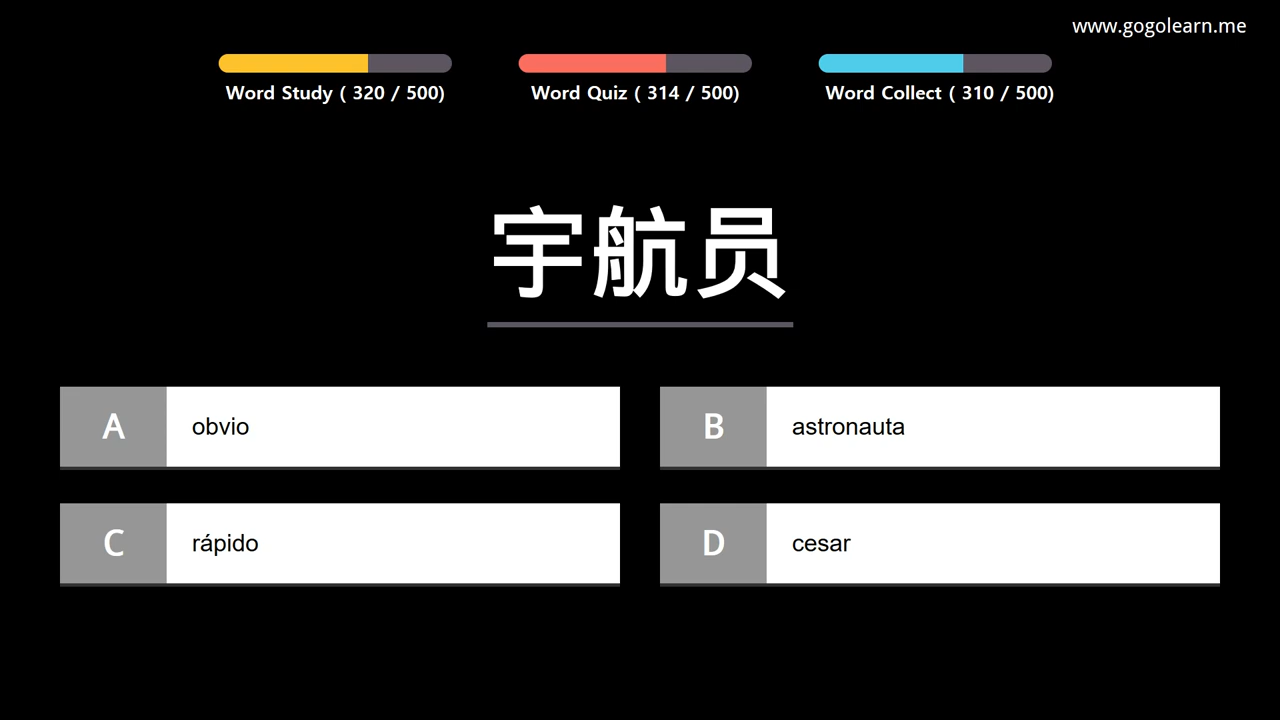 www.gogolearn.me
Word Study ( 320 / 500)
Word Quiz ( 314 / 500)
Word Collect ( 310 / 500)
宇航员
A obvio
B astronauta
C rápido
D cesar